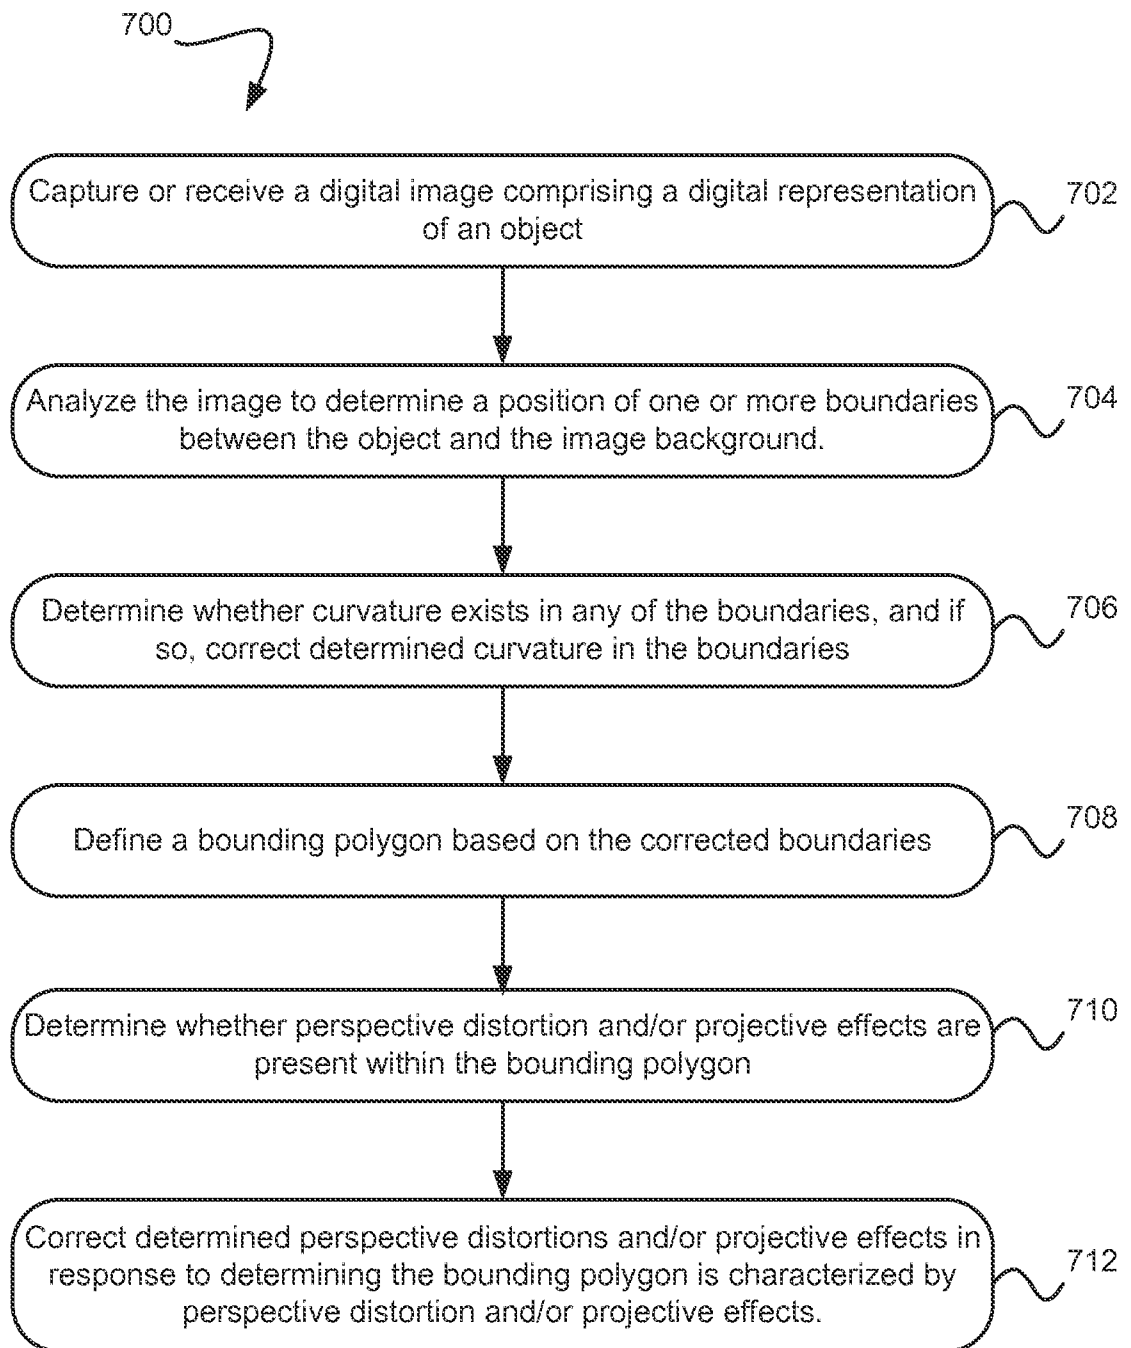 700
Capture or receive a digital image comprising a digital representation
of an object
702
Analyze the image to determine a position of one or more boundaries
between the object and the image background.
704
Determine whether curvature exists in any of the boundaries, and if
so, correct determined curvature in the boundaries
706
Define a bounding polygon based on the corrected boundaries
708
Determine whether perspective distortion and/or projective effects are
present within the bounding polygon
710
Correct determined perspective distortions and/or projective effects in
response to determining the bounding polygon is characterized by
perspective distortion and/or projective effects.
712